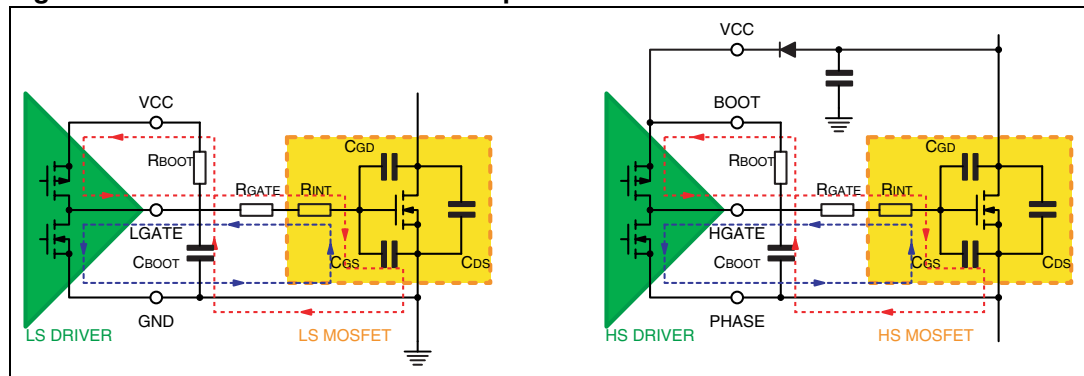 VCC
RBOOT
CGD
RGATE
RINT
LGATE
CBOOT
CGS
CDS
GND
LS DRIVER
LS MOSFET
VCC
BOOT
RBOOT
CGD
RGATE
RINT
HGATE
CBOOT
CGS
CDS
PHASE
HS DRIVER
HS MOSFET